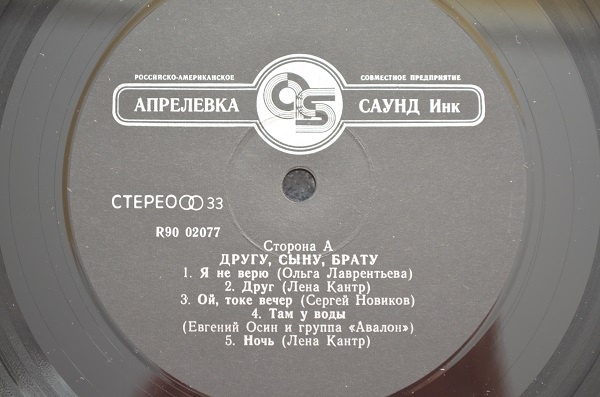 РОССИЙСКО-АМЕРИКАНСКОЕ СОВМЕСТНОЕ ПРЕДПРИЯТИЕ
АПРЕЛЕВКА САУНД Инк
СТЕРЕО 33
R90 02077
Сторона А
ДРУГУ, СЫНУ, БРАТУ
1. Я не верю (Ольга Лаврентьева)
2. Друг (Лена Кантр)
3. Ой, токе вечер (Сергей Новиков)
4. Там у воды
(Евгений Осин и группа «Авалон»)
5. Ночь (Лена Кантр)